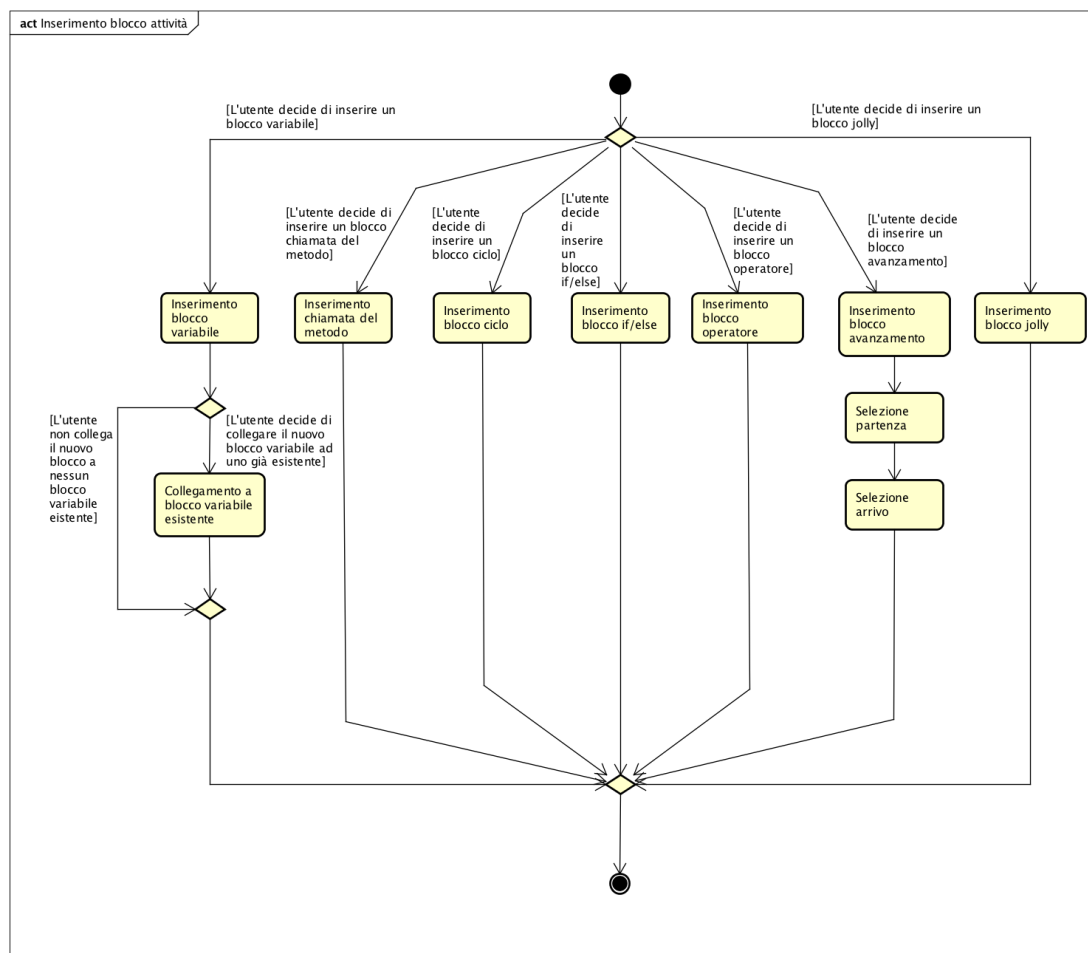 act Inserimento blocco attività
[L'utente decide di inserire un
blocco variabile]
[L'utente decide di inserire un
blocco jolly]
[L'utente decide di
inserire un blocco
chiamata del
metodo]
[L'utente
decide di
inserire un
blocco ciclo]
[L'utente
decide
di
inserire
un
blocco
if/else]
[L'utente
decide di
inserire un
blocco
operatore]
[L'utente decide
di inserire un
blocco
avanzamento]
Inserimento
blocco
variabile
Inserimento
chiamata del
metodo
Inserimento
blocco ciclo
Inserimento
blocco if/else
Inserimento
blocco
operatore
Inserimento
blocco
avanzamento
Inserimento
blocco jolly
[L'utente
non collega
il nuovo
blocco a
nessun
blocco
variabile
eistente]
[L'utente decide di
collegare il nuovo
blocco variabile ad
uno già esistente]
Selezione
partenza
Collegamento a
blocco variabile
esistente
Selezione
arrivo